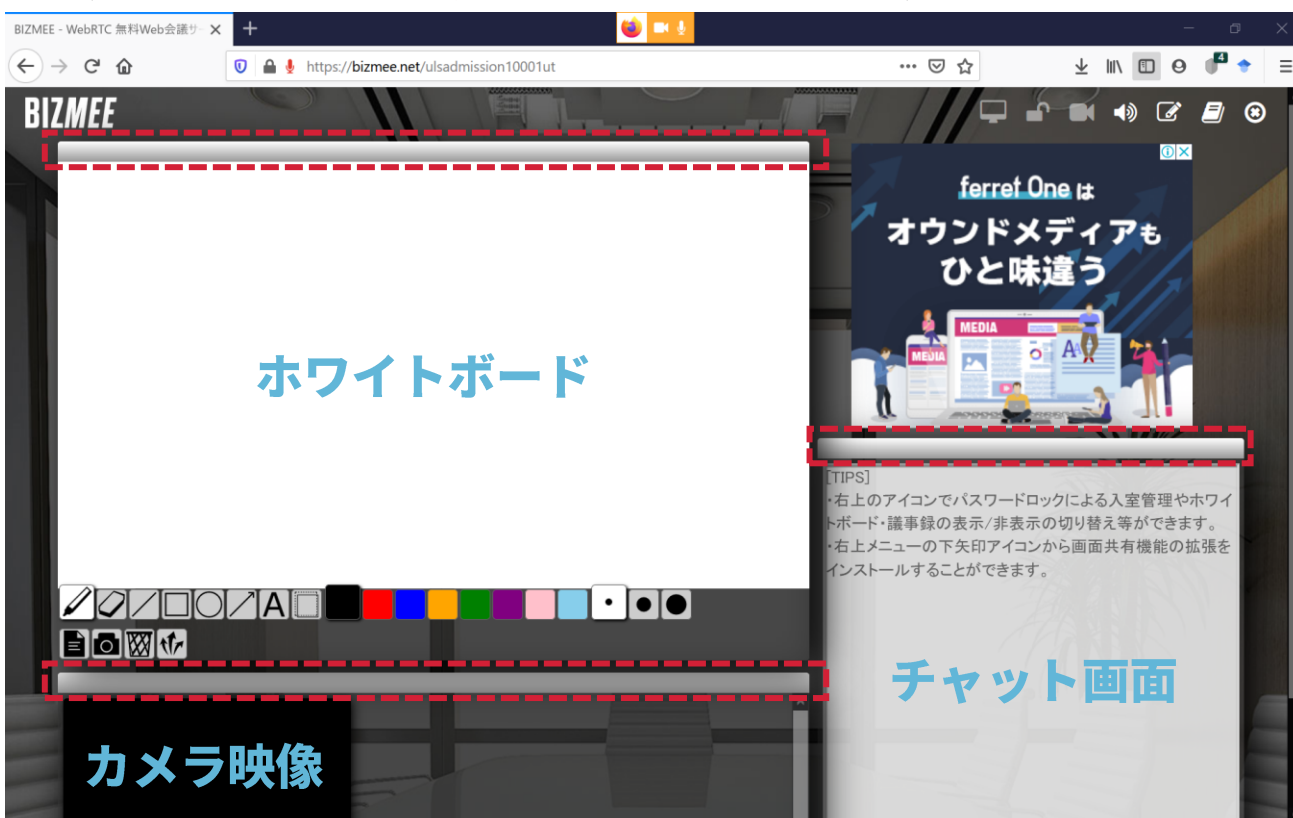 BIZMEE - WebRTC 無料Web会議サー
https://bizmee.net/ulsadmission10001ut
4
BIZMEE
ferret One は
オウンドメディアも
ひと味違う
MEDIA
MEDIA
A
ホワイトボード
[TIPS]
・右上のアイコンでパスワードロックによる入室管理やホワイ
トボード・議事録の表示/非表示の切り替え等ができます。
・右上メニューの下矢印アイコンから画面共有機能の拡張を
インストールすることができます。
A
チャット画面
カメラ映像